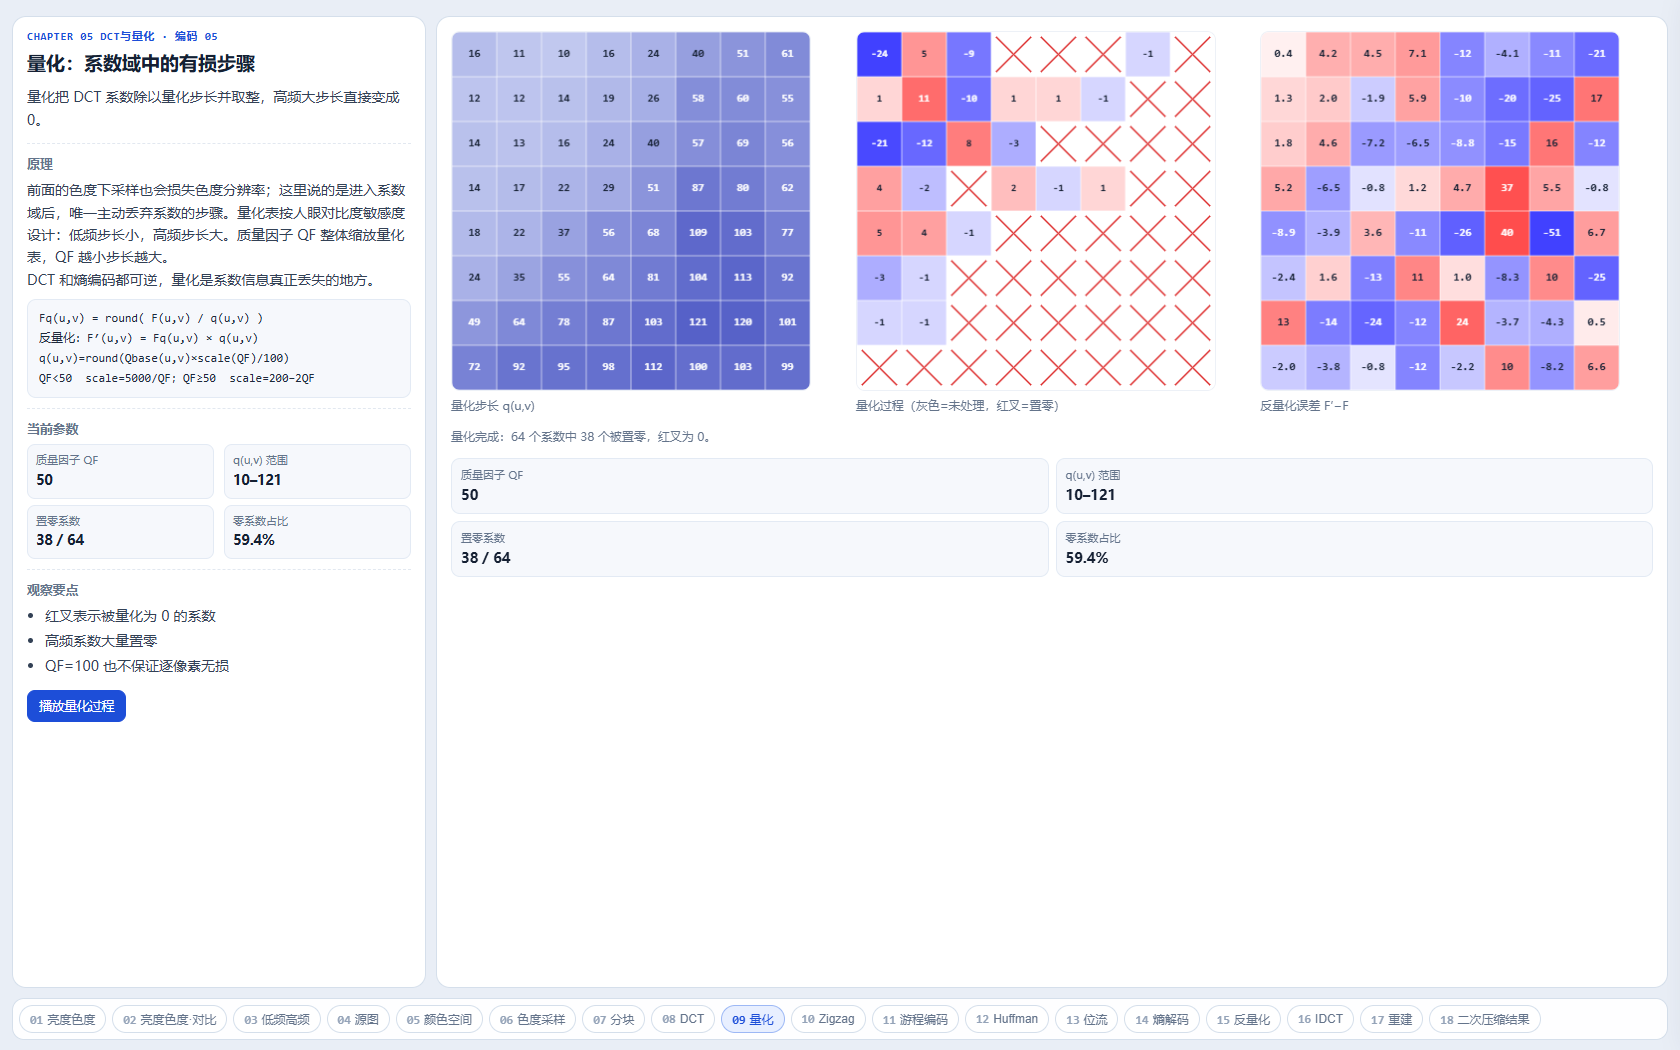 CHAPTER 05 DCT与量化 · 编码 05
量化：系数域中的有损步骤
量化把 DCT 系数除以量化步长并取整，高频大步长直接变成
0。
原理
前面的色度下采样也会损失色度分辨率；这里说的是进入系数
域后，唯一主动丢弃系数的步骤。量化表按人眼对比度敏感度
设计：低频步长小，高频步长大。质量因子 QF 整体缩放量化
表，QF 越小步长越大。
DCT 和熵编码都可逆，量化是系数信息真正丢失的地方。
Fq(u,v) = round( F(u,v) / q(u,v) )
反量化: F′(u,v) = Fq(u,v) × q(u,v)
q(u,v)=round(Qbase(u,v)×scale(QF)/100)
QF<50 scale=5000/QF; QF≥50 scale=200−2QF
当前参数
质量因子 QF
50
q(u,v) 范围
10–121
置零系数
38 / 64
零系数占比
59.4%
观察要点
• 红叉表示被量化为 0 的系数
• 高频系数大量置零
• QF=100 也不保证逐像素无损
播放量化过程
16 11 10 16 24 40 51 61
12 12 14 19 26 58 60 55
14 13 16 24 40 57 69 56
14 17 22 29 51 87 80 62
18 22 37 56 68 109 103 77
24 35 55 64 81 104 113 92
49 64 78 87 103 121 120 101
72 92 95 98 112 100 103 99
量化步长 q(u,v)
-24 5 -9 -1
1 11 -10 1 1 -1
-21 -12 8 -3
4 -2 2 -1 1
5 4 -1
-3 -1
-1 -1
量化过程（灰色=未处理，红叉=置零）
0.4 4.2 4.5 7.1 -12 -4.1 -11 -21
1.3 2.0 -1.9 5.9 -10 -20 -25 17
1.8 4.6 -7.2 -6.5 -8.8 -15 16 -12
5.2 -6.5 -0.8 1.2 4.7 37 5.5 -0.8
-8.9 -3.9 3.6 -11 -26 40 -51 6.7
-2.4 1.6 -13 11 1.0 -8.3 10 -25
13 -14 -24 -12 24 -3.7 -4.3 0.5
-2.0 -3.8 -0.8 -12 -2.2 10 -8.2 6.6
反量化误差 F′−F
量化完成：64 个系数中 38 个被置零，红叉为 0。
质量因子 QF
50
q(u,v) 范围
10–121
置零系数
38 / 64
零系数占比
59.4%
01 亮度色度 02 亮度色度·对比 03 低频高频 04 源图 05 颜色空间 06 色度采样 07 分块 08 DCT 09 量化 10 Zigzag 11 游程编码 12 Huffman 13 位流 14 熵解码 15 反量化 16 IDCT 17 重建 18 二次压缩结果